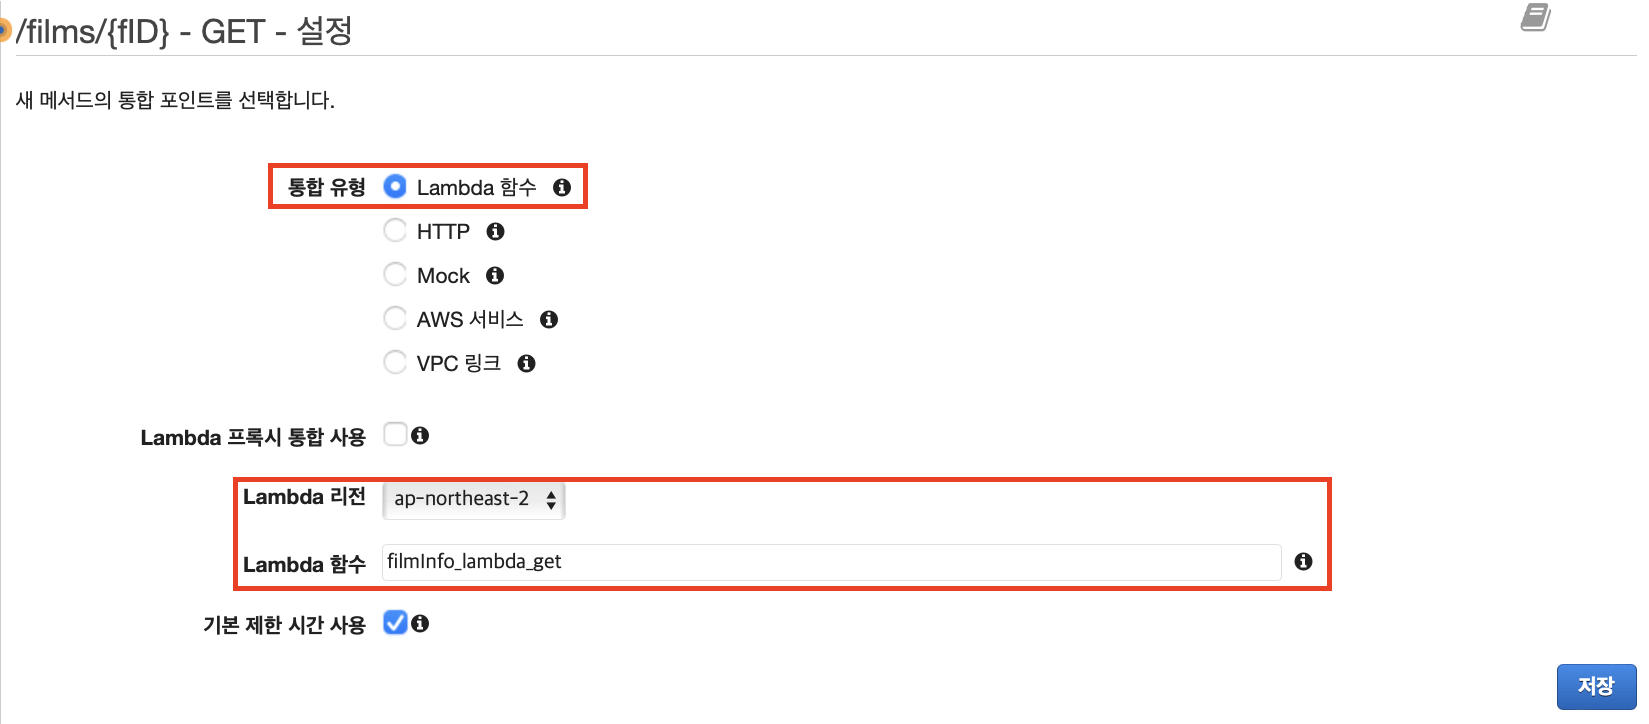 /films/{fID} - GET - 설정
새 메서드의 통합 포인트를 선택합니다.
통합 유형 Lambda 함수
HTTP
Mock
AWS 서비스
VPC 링크
Lambda 프록시 통합 사용
Lambda 리전 ap-northeast-2
Lambda 함수 filmInfo_lambda_get
기본 제한 시간 사용
저장